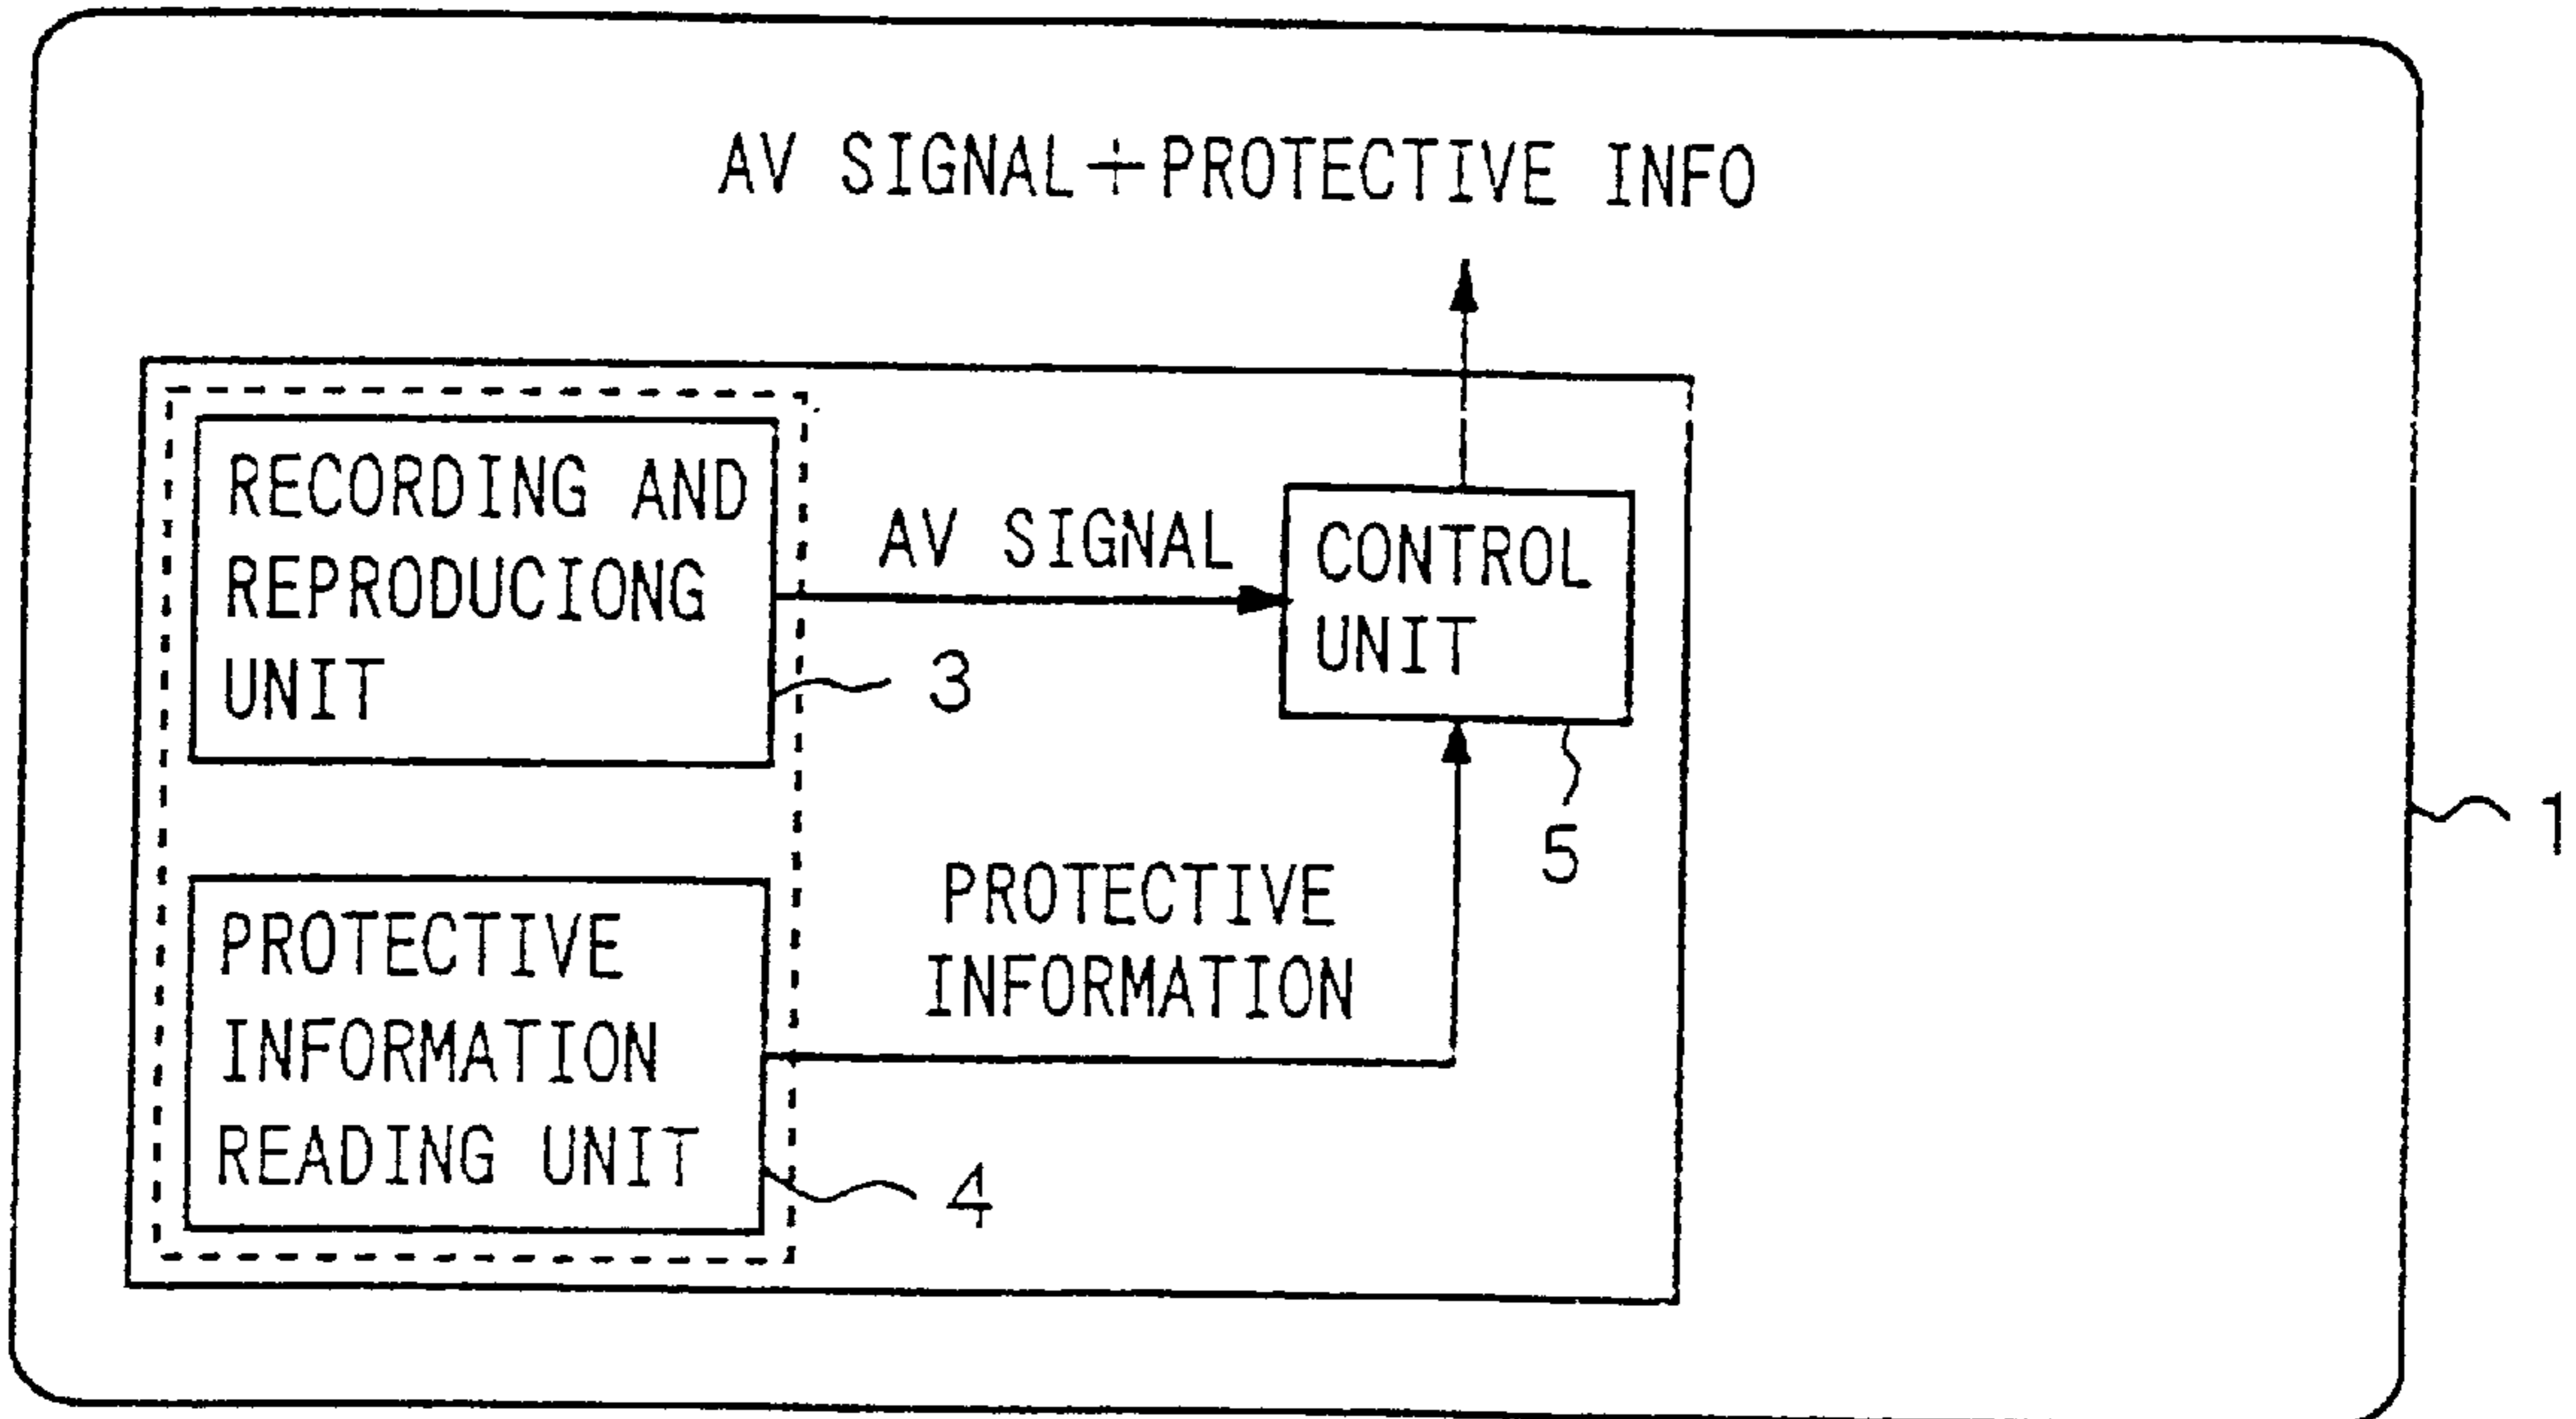 AV SIGNAL+PROTECTIVE INFO
RECORDING AND
REPRODUCIONG
UNIT
3
AV SIGNAL
CONTROL
UNIT
5
1
PROTECTIVE
INFORMATION
READING UNIT
4
PROTECTIVE
INFORMATION